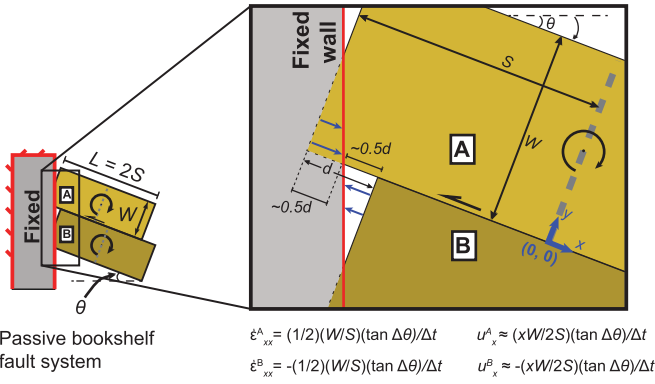 Fixed
wall
θ
S
W
~0.5d
A
d
~0.5d
B
y
x
(0, 0)
L = 2S
A
W
B
Fixed
θ
Passive bookshelf
fault system
ε̇ᴬₓₓ= (1/2)(W/S)(tan Δθ)/Δt
uᴬₓ ≈ (xW/2S)(tan Δθ)/Δt
ε̇ᴮₓₓ= -(1/2)(W/S)(tan Δθ)/Δt
uᴮₓ ≈ -(xW/2S)(tan Δθ)/Δt